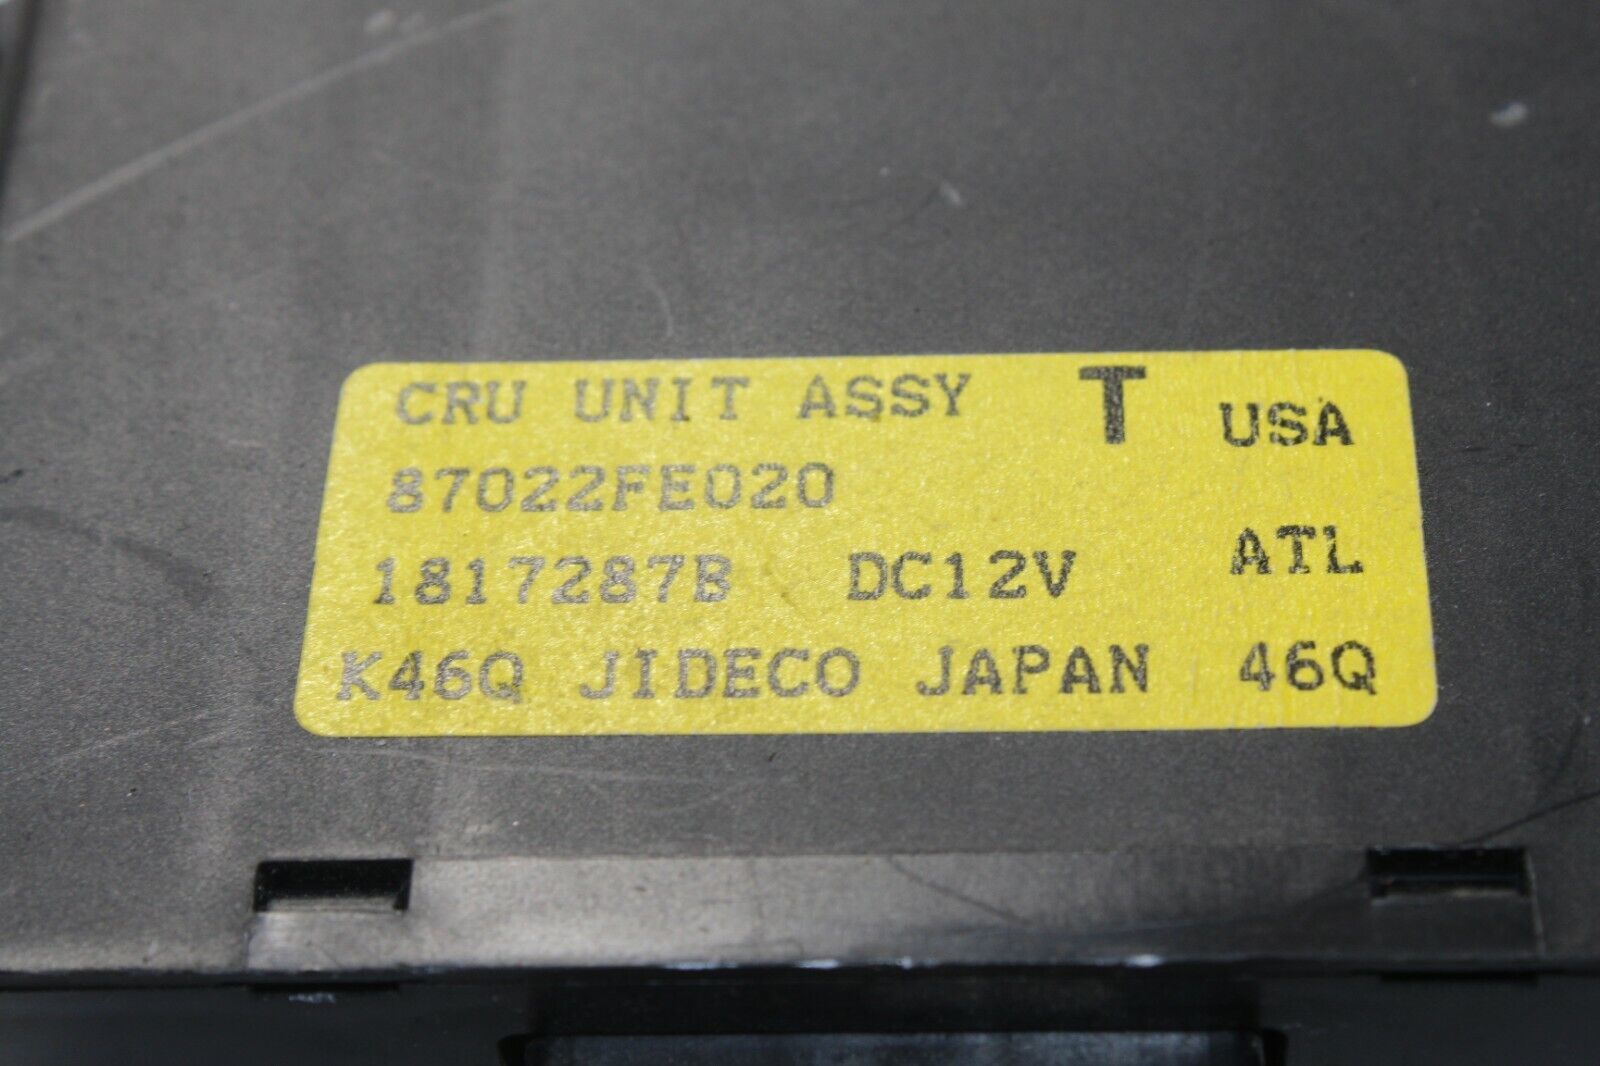 CRU UNIT ASSY T USA
87022FE020
1817287B DC12V ATL
K46Q JIDECO JAPAN 46Q